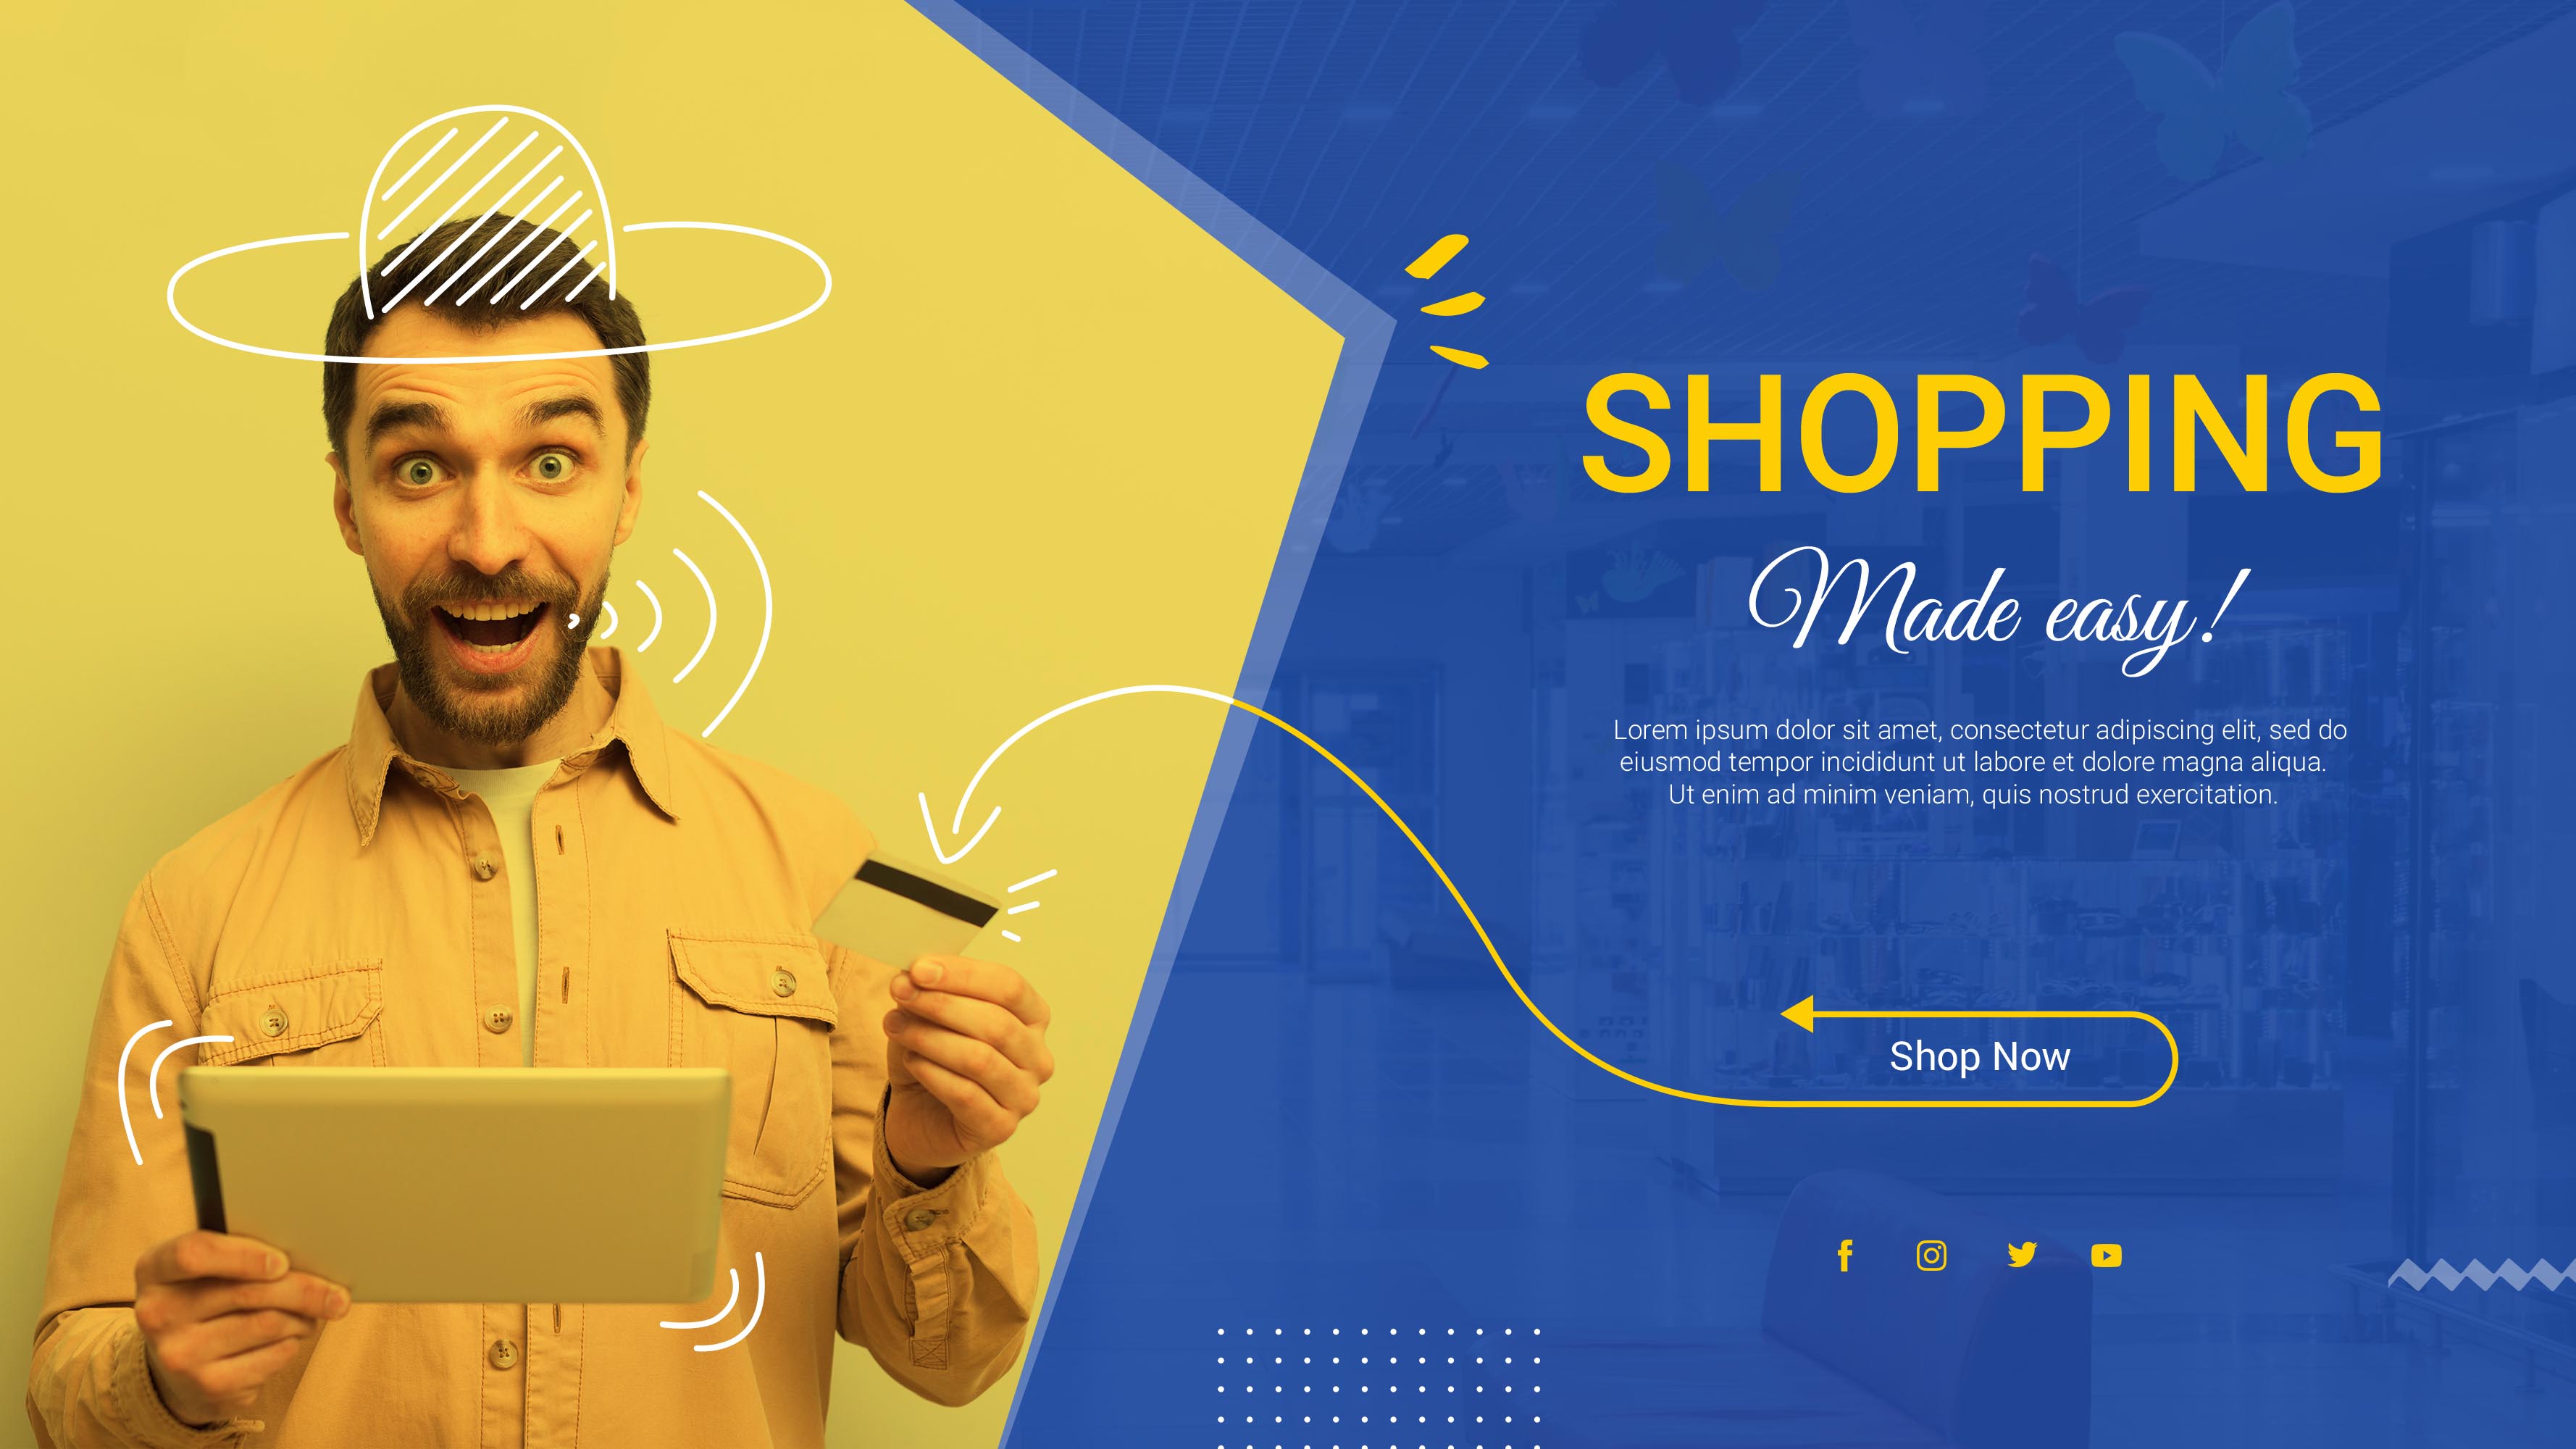 SHOPPING
Made easy!
Lorem ipsum dolor sit amet, consectetur adipiscing elit, sed do
eiusmod tempor incididunt ut labore et dolore magna aliqua.
Ut enim ad minim veniam, quis nostrud exercitation.
Shop Now